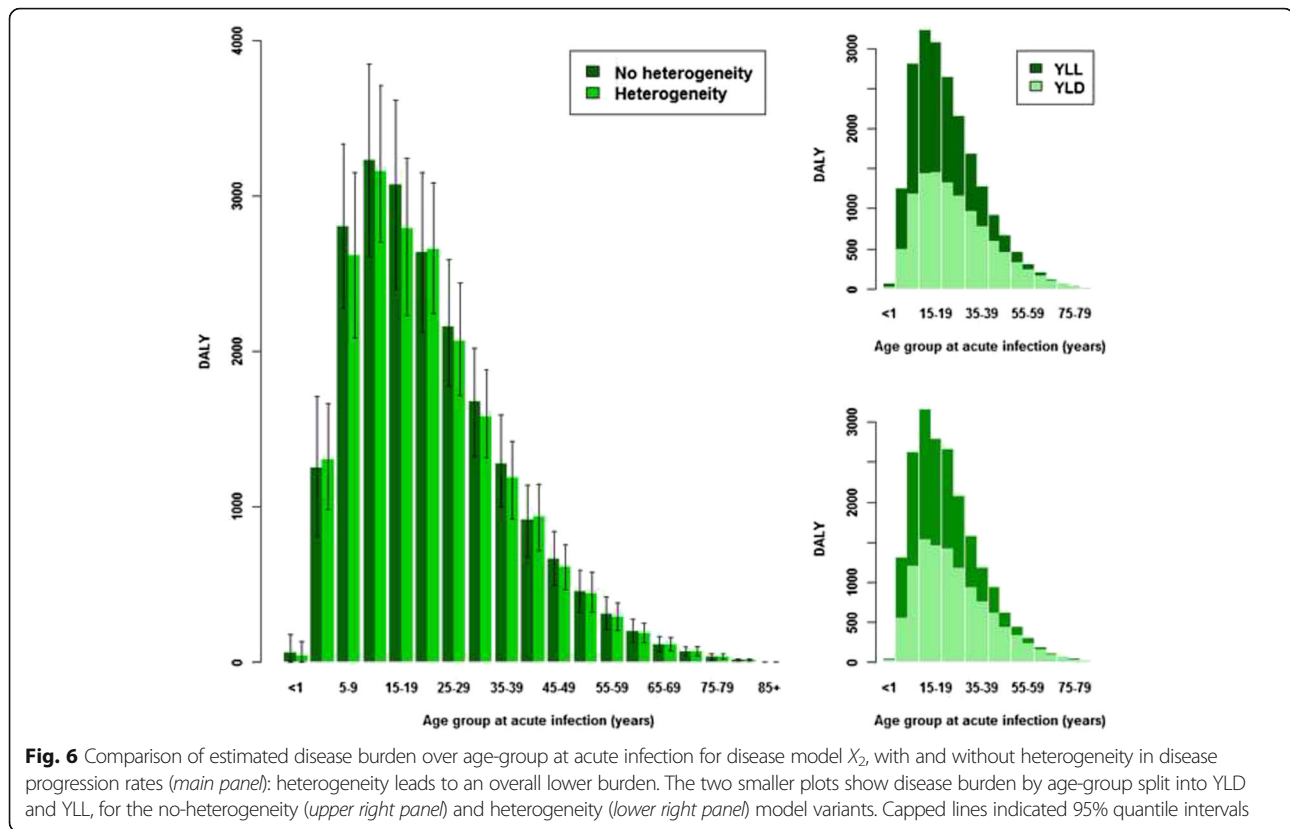 4000
3000
2000
1000
0
DALY
No heterogeneity
Heterogeneity
<1 5-9 15-19 25-29 35-39 45-49 55-59 65-69 75-79 85+
Age group at acute infection (years)
3000
2000
1000
500
0
DALY
YLL
YLD
<1 15-19 35-39 55-59 75-79
Age group at acute infection (years)
3000
2000
1000
500
0
DALY
<1 15-19 35-39 55-59 75-79
Age group at acute infection (years)
Fig. 6 Comparison of estimated disease burden over age-group at acute infection for disease model X2, with and without heterogeneity in disease
progression rates (main panel): heterogeneity leads to an overall lower burden. The two smaller plots show disease burden by age-group split into YLD
and YLL, for the no-heterogeneity (upper right panel) and heterogeneity (lower right panel) model variants. Capped lines indicated 95% quantile intervals